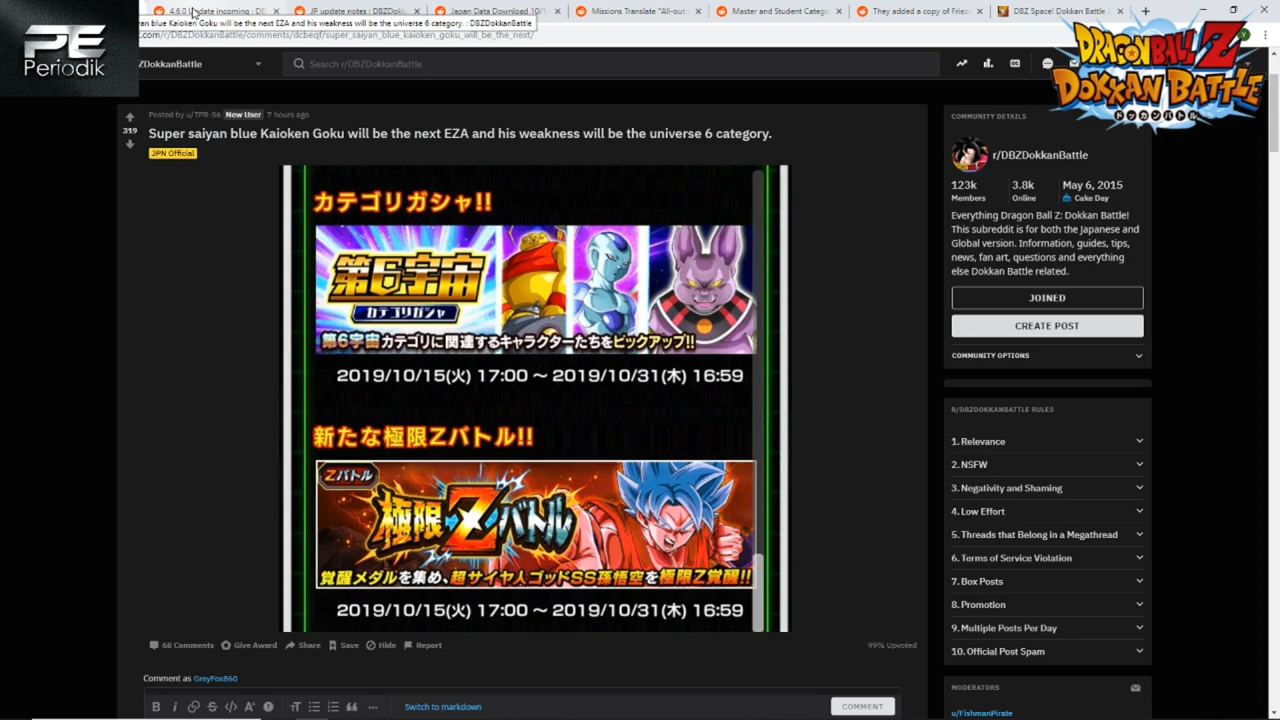 4.6.0 Update incoming : DB
JP update notes : DBZDokk
Japan Data Download 10/1
Missions Translate "All-out
Master and Student Categ
They added a copy of Friez
DBZ Space! Dokkan Battle
an blue Kaioken Goku will be the next EZA and his weakness will be the universe 6 category. : DBZDokkanBattle
.com/r/DBZDokkanBattle/comments/dcbeqf/super_saiyan_blue_kaioken_goku_will_be_the_next/
PE
Periodik
ZDokkanBattle
Search r/DBZDokkanBattle
DRAGONBALL Z
DOKKAN BATTLE
ドッカンバトル
Posted by u/TPR-56 New User 7 hours ago
319
Super saiyan blue Kaioken Goku will be the next EZA and his weakness will be the universe 6 category.
JPN Official
カテゴリガシャ!!
第6宇宙
カテゴリガシャ
第6宇宙カテゴリに関連するキャラクターたちをピックアップ!!
2019/10/15(火) 17:00 ～ 2019/10/31(木) 16:59
新たな極限Zバトル!!
Zバトル
極限Zバトル
覚醒メダルを集め、超サイヤ人ゴッドSS孫悟空を極限Z覚醒!!
2019/10/15(火) 17:00 ～ 2019/10/31(木) 16:59
68 Comments Give Award Share Save Hide Report
99% Upvoted
Comment as GreyFox860
Switch to markdown
COMMENT
COMMUNITY DETAILS
r/DBZDokkanBattle
123k 3.8k May 6, 2015
Members Online Cake Day
Everything Dragon Ball Z: Dokkan Battle!
This subreddit is for both the Japanese and
Global version. Information, guides, tips,
news, fan art, questions and everything
else Dokkan Battle related.
JOINED
CREATE POST
COMMUNITY OPTIONS
R/DBZDOKKANBATTLE RULES
1. Relevance
2. NSFW
3. Negativity and Shaming
4. Low Effort
5. Threads that Belong in a Megathread
6. Terms of Service Violation
7. Box Posts
8. Promotion
9. Multiple Posts Per Day
10. Official Post Spam
MODERATORS
u/FishmanPirate